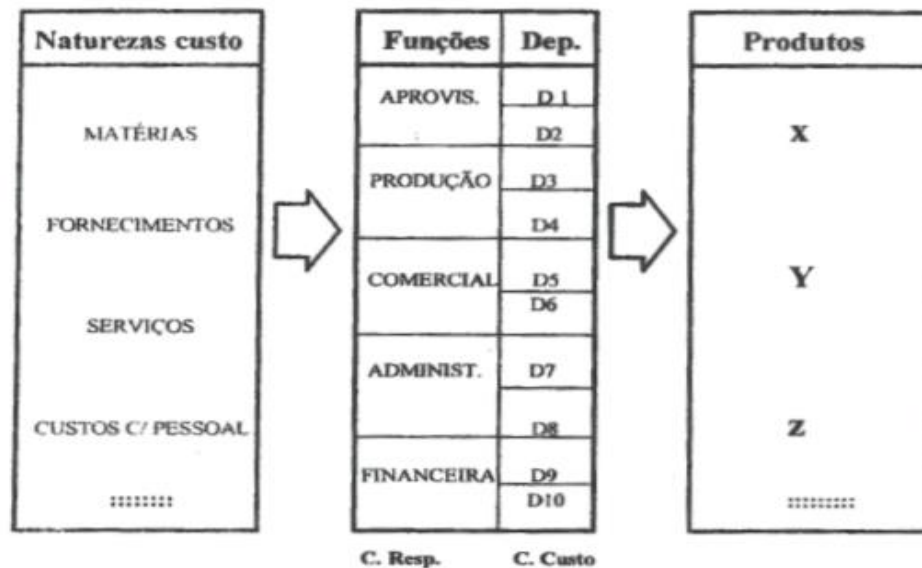 Naturezas custo
MATÉRIAS
FORNECIMENTOS
SERVIÇOS
CUSTOS C/ PESSOAL
::::::::
Funções Dep.
APROVIS. D 1
D2
PRODUÇÃO D3
D4
COMERCIAL D5
D6
ADMINIST. D7
D8
FINANCEIRA D9
D10
C. Resp. C. Custo
Produtos
X
Y
Z
:::::::::